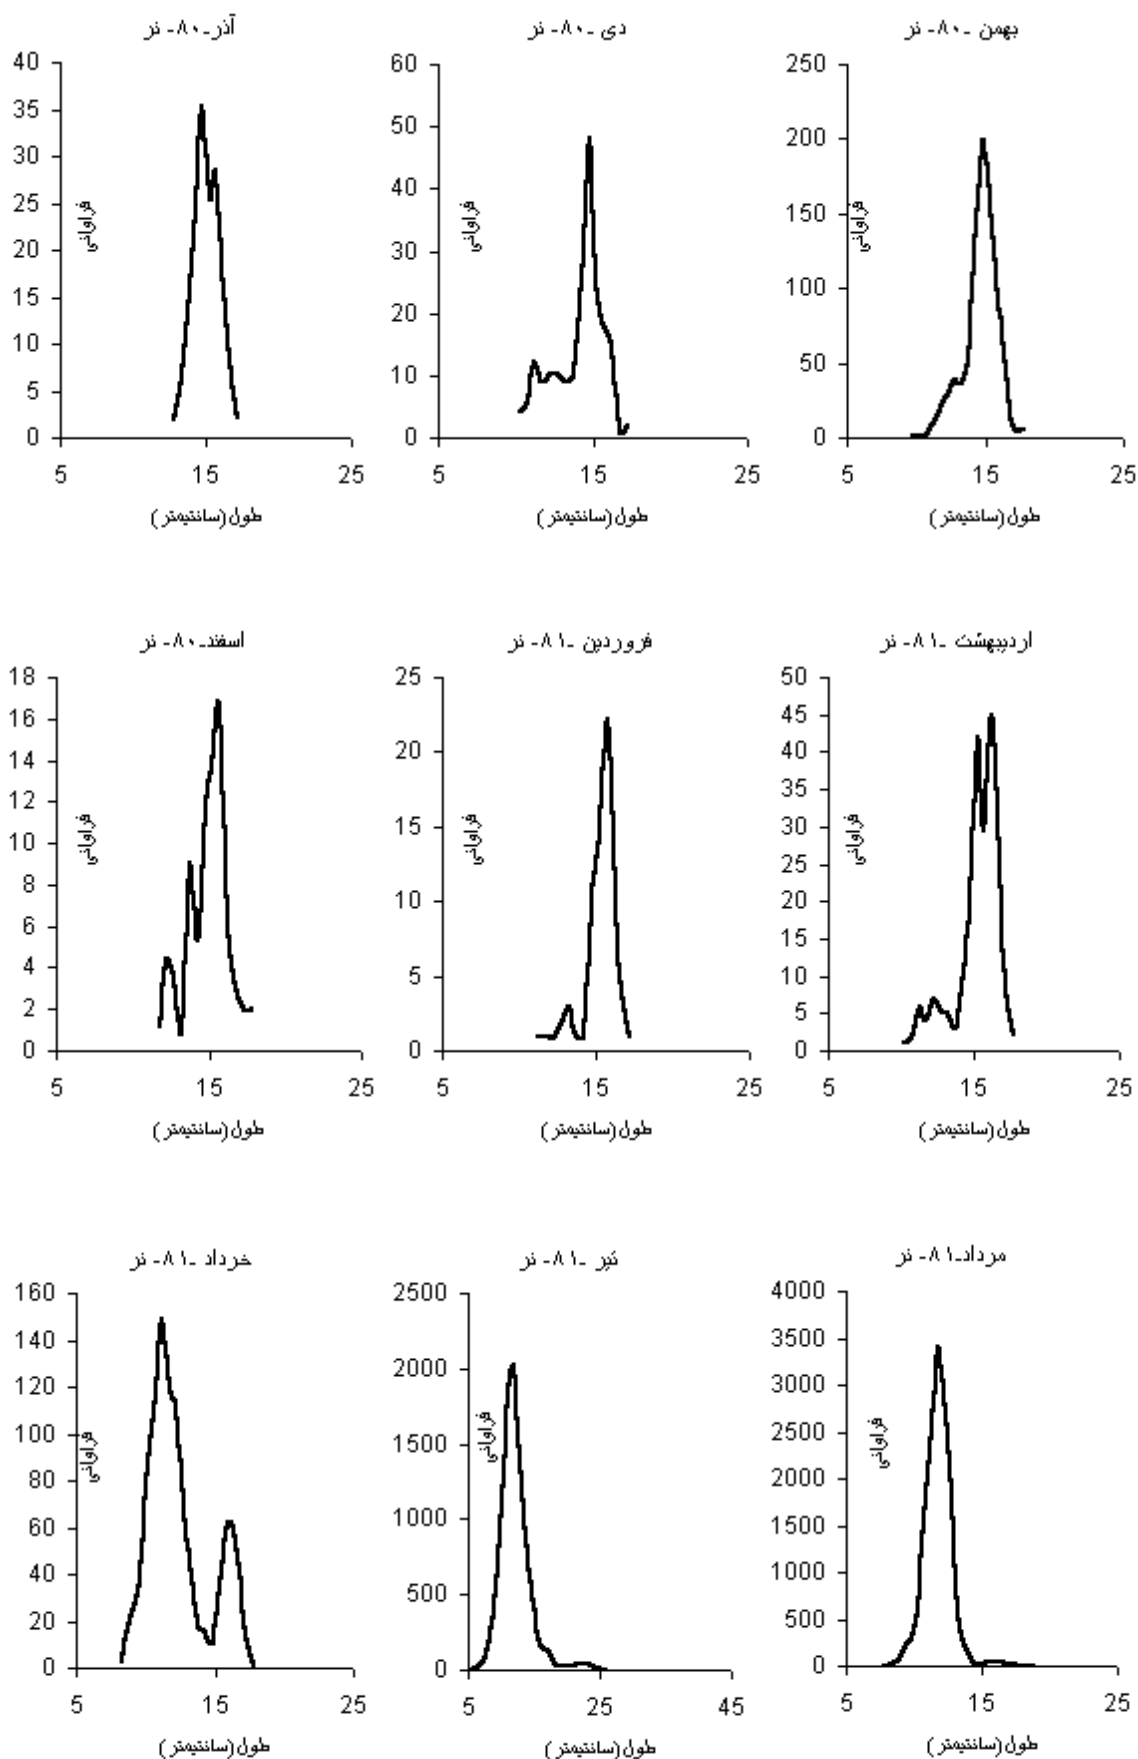 آذر-۸۰- نر
40
35
30
25
20
15
10
5
0
فراوانی
5 15 25
طول(سانتیمتر)
دی -۸۰- نر
60
50
40
30
20
10
0
فراوانی
5 15 25
طول(سانتیمتر)
بهمن -۸۰- نر
250
200
150
100
50
0
فراوانی
5 15 25
طول(سانتیمتر)
اسفند-۸۰- نر
18
16
14
12
10
8
6
4
2
0
فراوانی
5 15 25
طول(سانتیمتر)
فروردین -۸۱- نر
25
20
15
10
5
0
فراوانی
5 15 25
طول(سانتیمتر)
اردیبهشت -۸۱- نر
50
45
40
35
30
25
20
15
10
5
0
فراوانی
5 15 25
طول(سانتیمتر)
خرداد -۸۱- نر
160
140
120
100
80
60
40
20
0
فراوانی
5 15 25
طول(سانتیمتر)
تیر -۸۱- نر
2500
2000
1500
1000
500
0
فراوانی
5 25 45
طول(سانتیمتر)
مرداد-۸۱- نر
4000
3500
3000
2500
2000
1500
1000
500
0
فراوانی
5 15 25
طول(سانتیمتر)